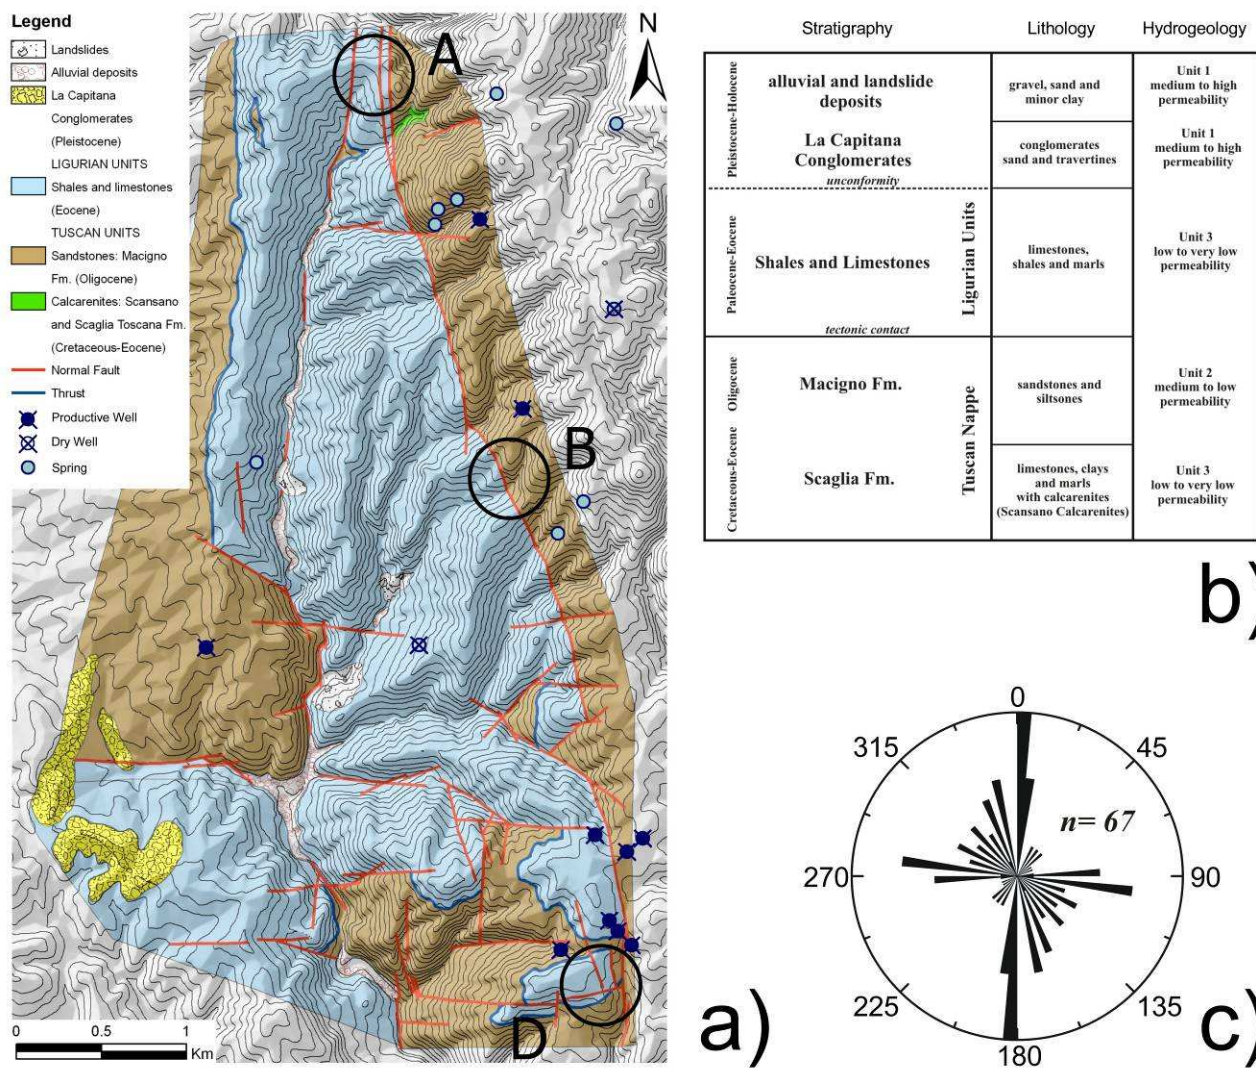 Legend
Landslides
Alluvial deposits
La Capitana
Conglomerates
(Pleistocene)
LIGURIAN UNITS
Shales and limestones
(Eocene)
TUSCAN UNITS
Sandstones: Macigno
Fm. (Oligocene)
Calcarenites: Scansano
and Scaglia Toscana Fm.
(Cretaceous-Eocene)
Normal Fault
Thrust
Productive Well
Dry Well
Spring
N
A
B
D
0 0.5 1
Km
a)
Stratigraphy Lithology Hydrogeology
Pleistocene-Holocene
alluvial and landslide
deposits
gravel, sand and
minor clay
Unit 1
medium to high
permeability
La Capitana
Conglomerates
unconformity
conglomerates
sand and travertines
Unit 1
medium to high
permeability
Paleocene-Eocene
Shales and Limestones
Ligurian Units
limestones,
shales and marls
Unit 3
low to very low
permeability
tectonic contact
Oligocene
Macigno Fm.
Tuscan Nappe
sandstones and
siltsones
Unit 2
medium to low
permeability
Cretaceous-Eocene
Scaglia Fm.
limestones, clays
and marls
with calcarenites
(Scansano Calcarenites)
Unit 3
low to very low
permeability
b)
0
45
90
135
180
225
270
315
n= 67
c)